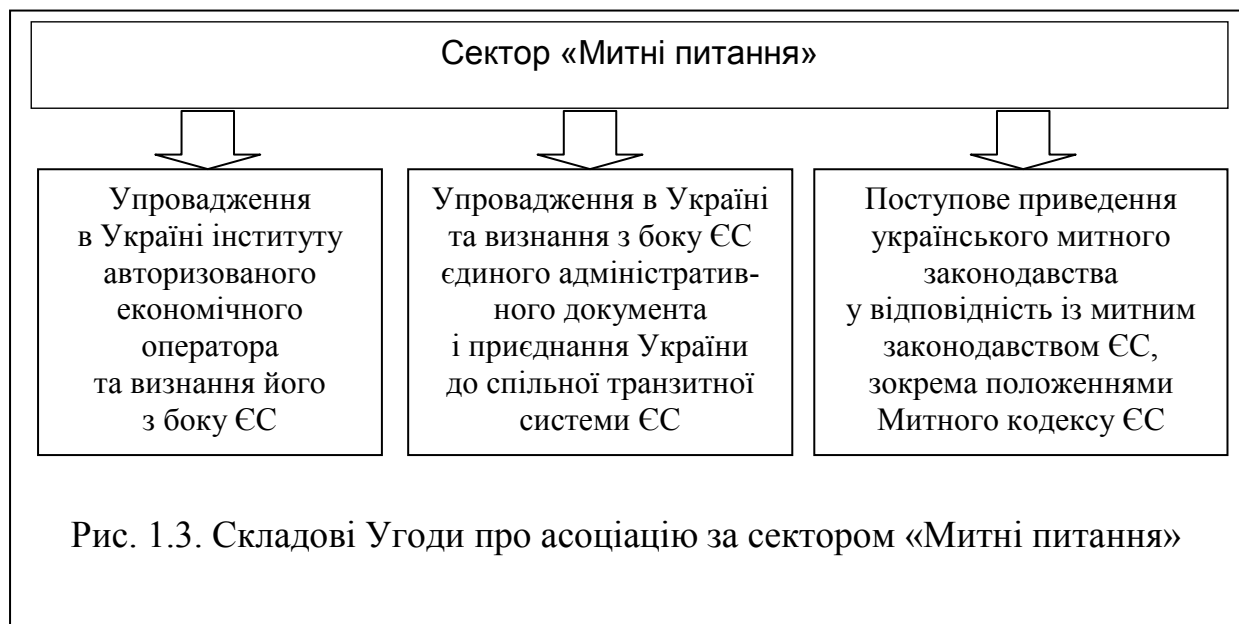 Сектор «Митні питання»
Упровадження
в Україні інституту
авторизованого
економічного
оператора
та визнання його
з боку ЄС
Упровадження в Україні
та визнання з боку ЄС
єдиного адміністратив-
ного документа
і приєднання України
до спільної транзитної
системи ЄС
Поступове приведення
українського митного
законодавства
у відповідність із митним
законодавством ЄС,
зокрема положеннями
Митного кодексу ЄС
Рис. 1.3. Складові Угоди про асоціацію за сектором «Митні питання»